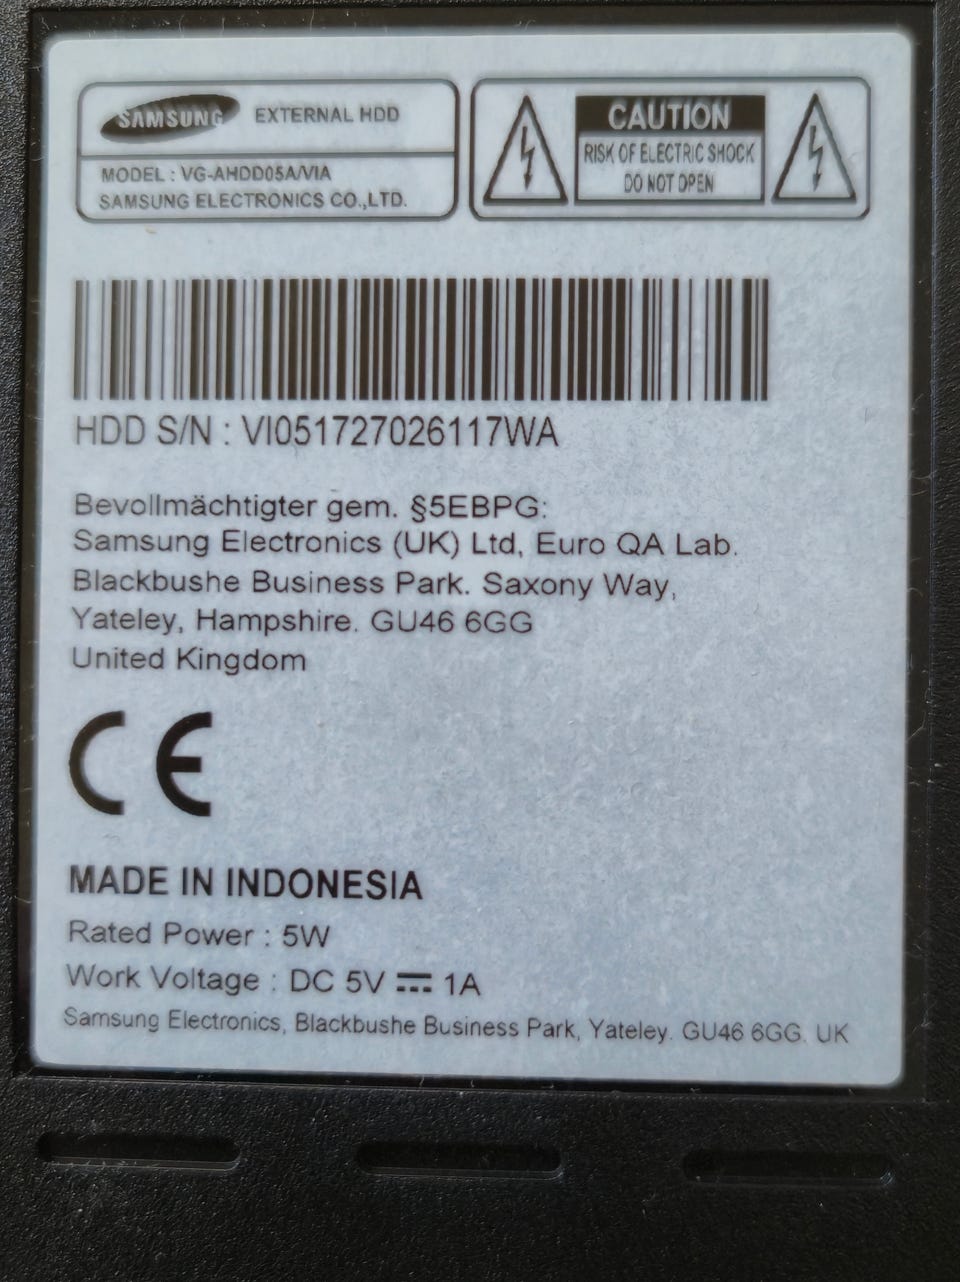 SAMSUNG EXTERNAL HDD
MODEL : VG-AHDD05A/VIA
SAMSUNG ELECTRONICS CO.,LTD.
CAUTION
RISK OF ELECTRIC SHOCK
DO NOT OPEN
HDD S/N : VI051727026117WA
Bevollmächtigter gem. §5EBPG:
Samsung Electronics (UK) Ltd, Euro QA Lab.
Blackbushe Business Park. Saxony Way,
Yateley, Hampshire. GU46 6GG
United Kingdom
CE
MADE IN INDONESIA
Rated Power : 5W
Work Voltage : DC 5V ⎓ 1A
Samsung Electronics, Blackbushe Business Park, Yateley. GU46 6GG. UK